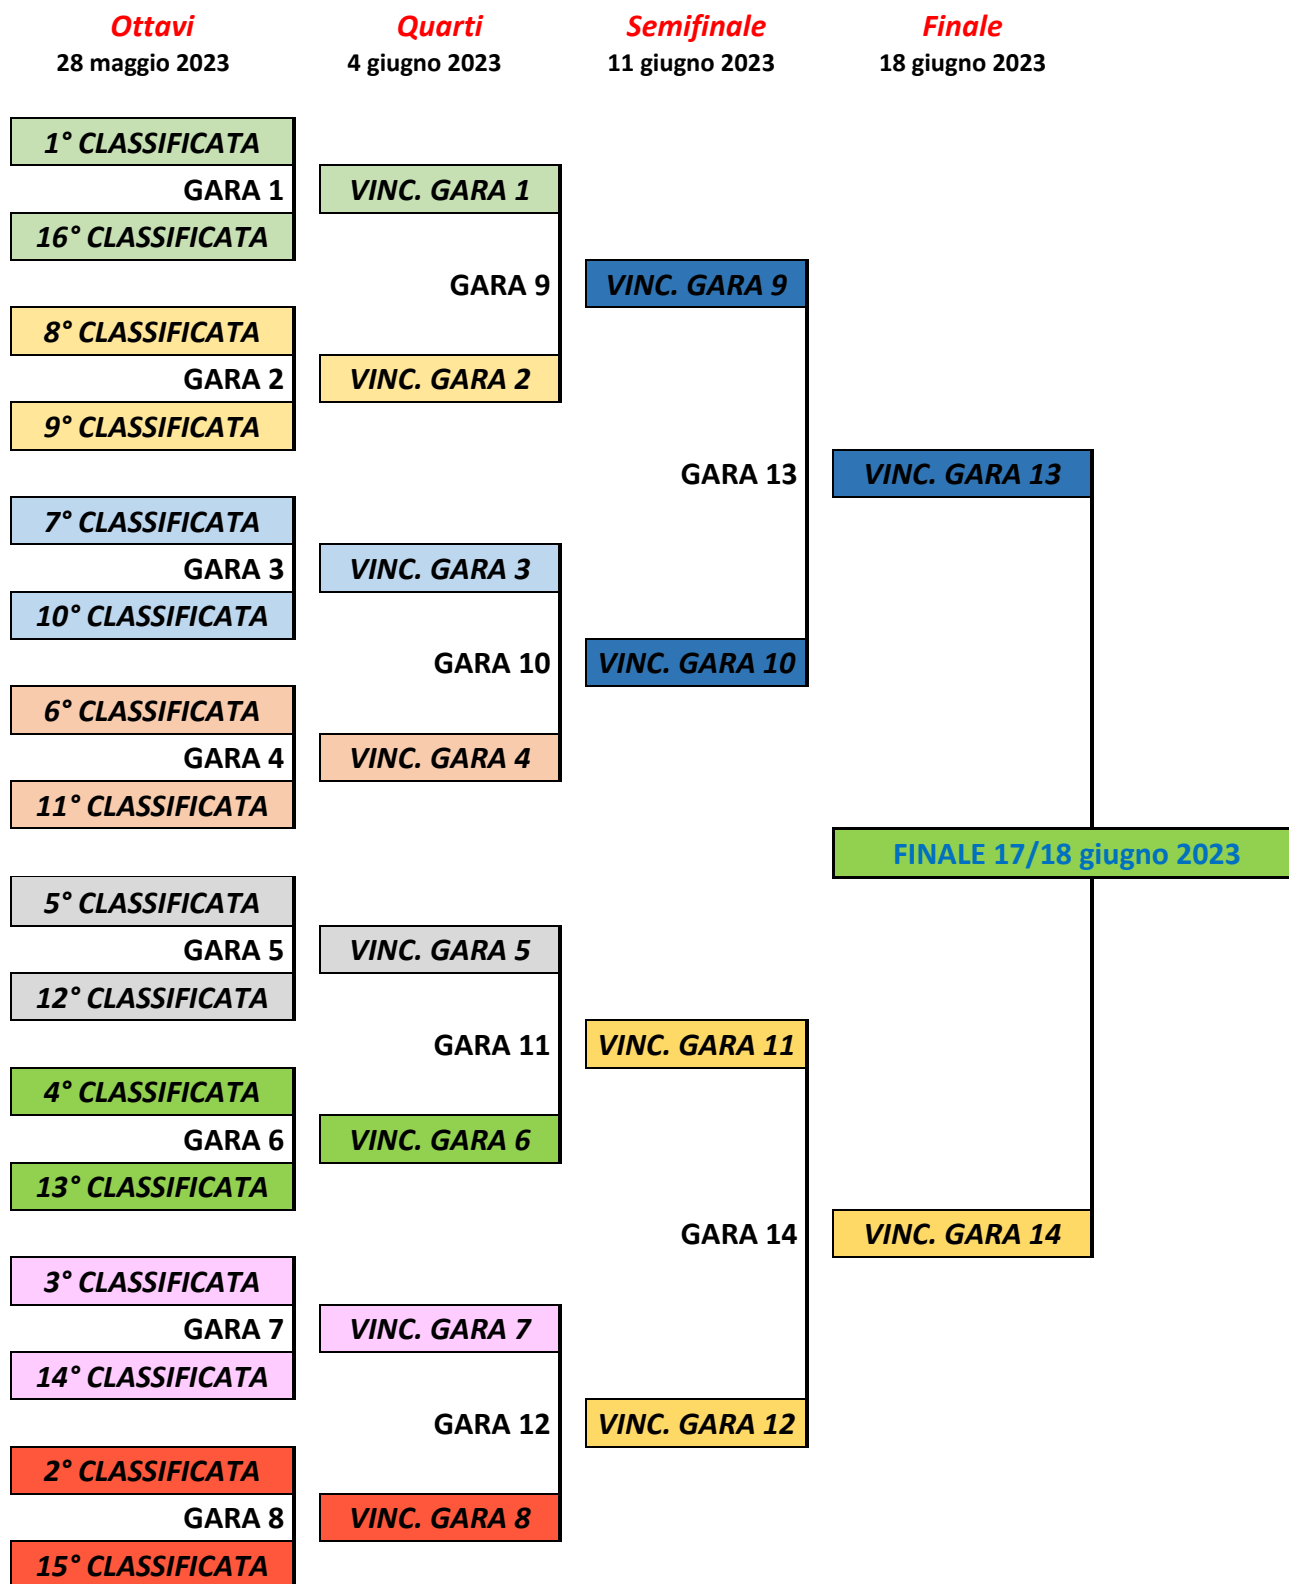 Ottavi Quarti Semifinale Finale
28 maggio 2023 4 giugno 2023 11 giugno 2023 18 giugno 2023
1° CLASSIFICATA
GARA 1 VINC. GARA 1
16° CLASSIFICATA
GARA 9 VINC. GARA 9
8° CLASSIFICATA
GARA 2 VINC. GARA 2
9° CLASSIFICATA
GARA 13 VINC. GARA 13
7° CLASSIFICATA
GARA 3 VINC. GARA 3
10° CLASSIFICATA
GARA 10 VINC. GARA 10
6° CLASSIFICATA
GARA 4 VINC. GARA 4
11° CLASSIFICATA
FINALE 17/18 giugno 2023
5° CLASSIFICATA
GARA 5 VINC. GARA 5
12° CLASSIFICATA
GARA 11 VINC. GARA 11
4° CLASSIFICATA
GARA 6 VINC. GARA 6
13° CLASSIFICATA
GARA 14 VINC. GARA 14
3° CLASSIFICATA
GARA 7 VINC. GARA 7
14° CLASSIFICATA
GARA 12 VINC. GARA 12
2° CLASSIFICATA
GARA 8 VINC. GARA 8
15° CLASSIFICATA